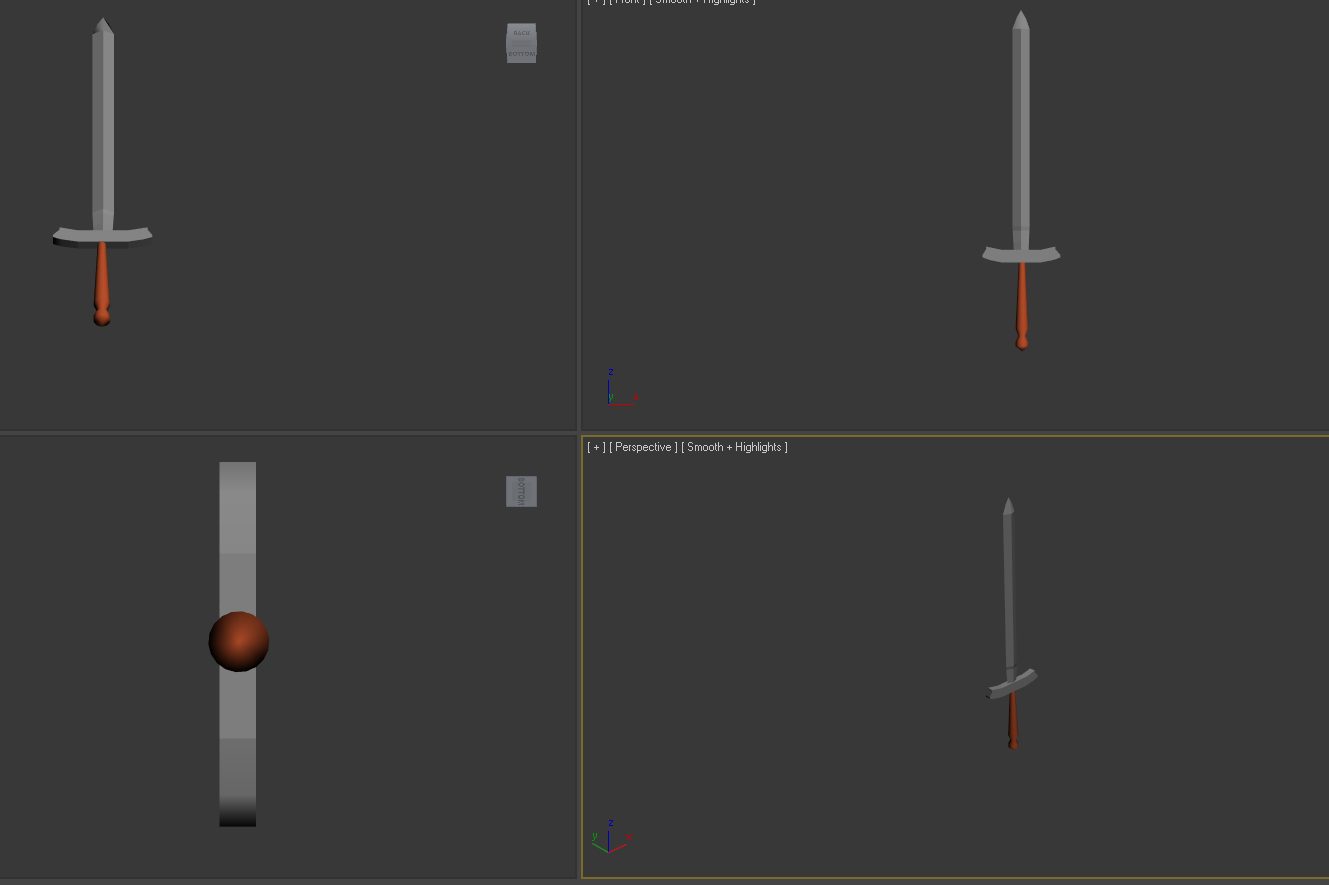 BACK
BOTTOM
[ + ] [ Front ] [ Smooth + Highlights ]
z
y x
BOTTOM
[ + ] [ Perspective ] [ Smooth + Highlights ]
z
y x